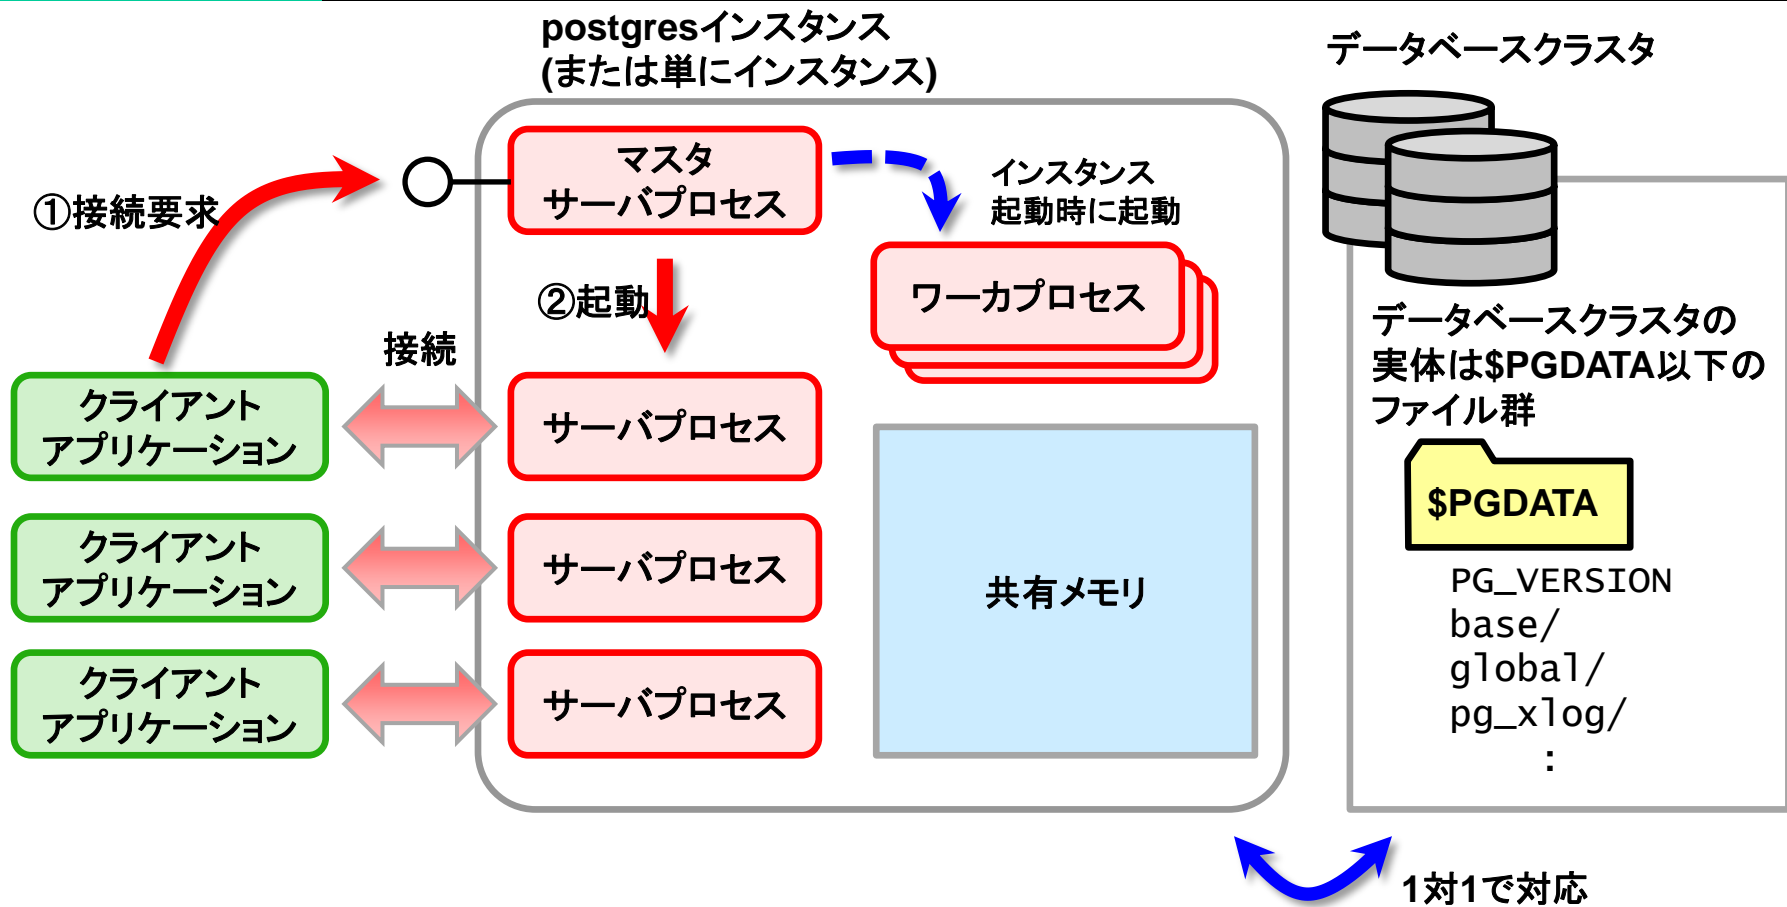 postgresインスタンス
(または単にインスタンス)
データベースクラスタ
①接続要求
マスタ
サーバプロセス
インスタンス
起動時に起動
②起動
ワーカプロセス
接続
クライアント
アプリケーション
サーバプロセス
クライアント
アプリケーション
サーバプロセス
クライアント
アプリケーション
サーバプロセス
共有メモリ
データベースクラスタの
実体は$PGDATA以下の
ファイル群
$PGDATA
PG_VERSION
base/
global/
pg_xlog/
:
1対1で対応